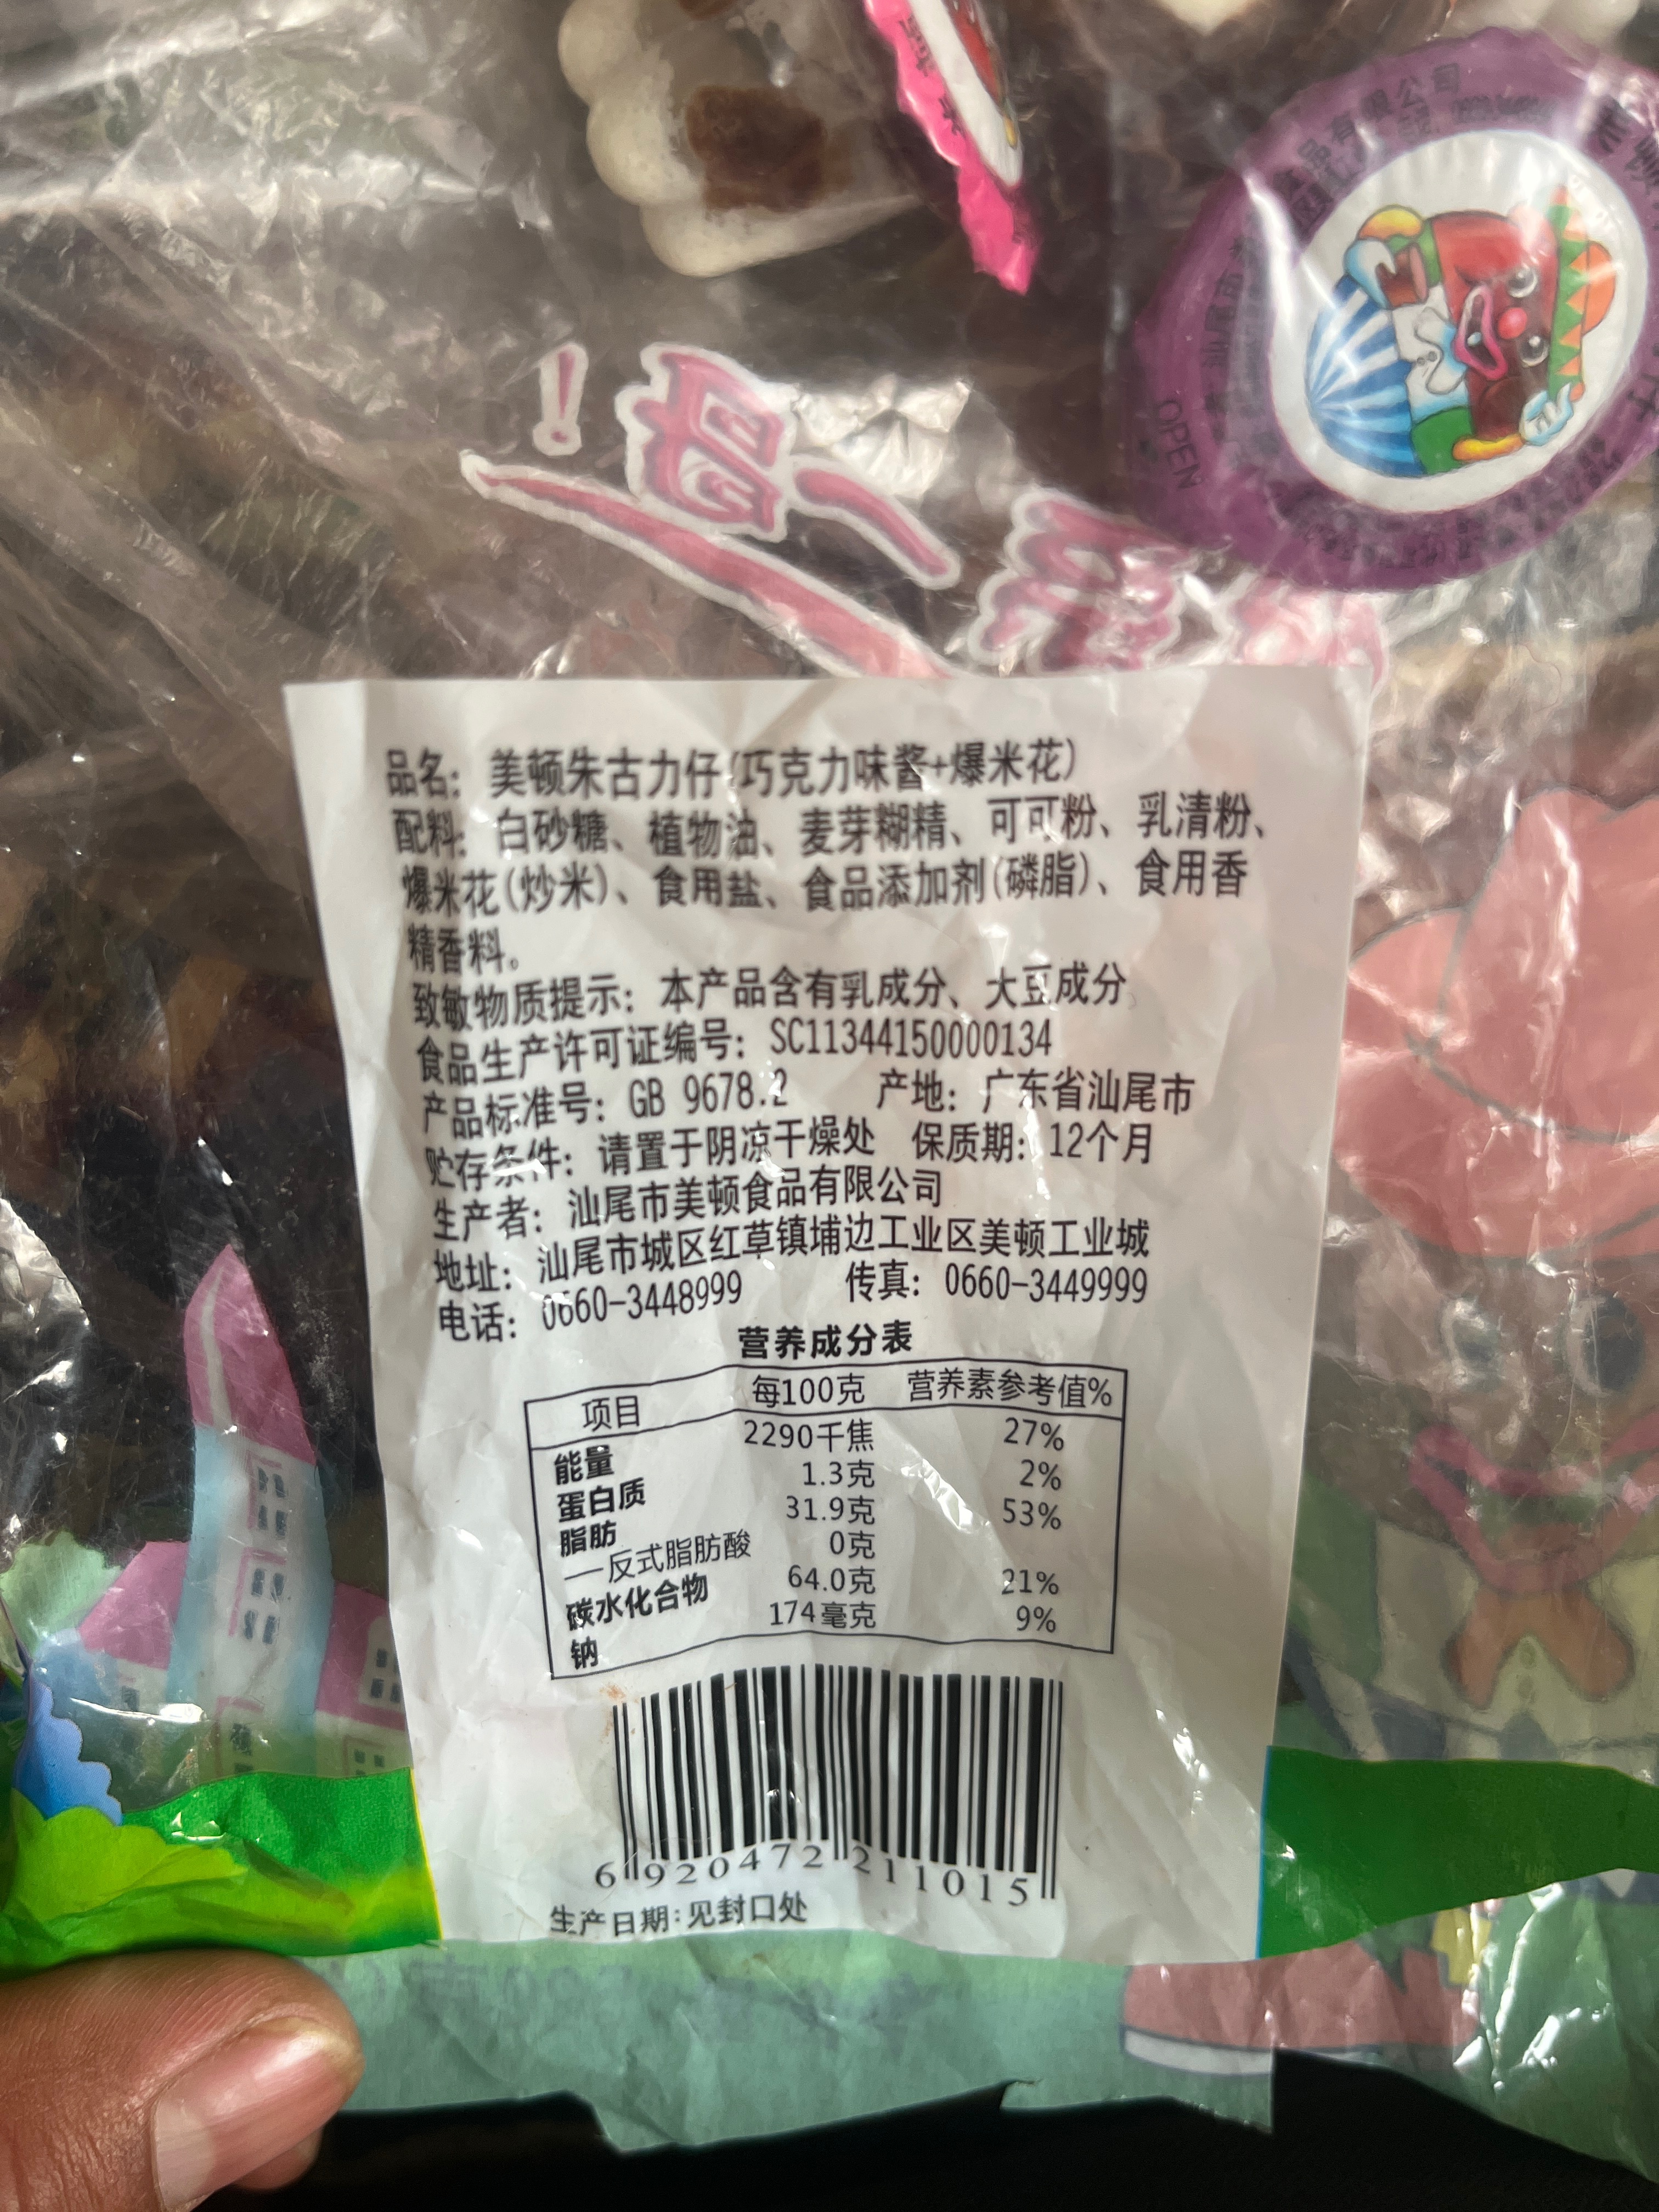 有限公司
OPEN
品名：美顿朱古力仔(巧克力味酱+爆米花)
配料：白砂糖、植物油、麦芽糊精、可可粉、乳清粉、
爆米花(炒米)、食用盐、食品添加剂(磷脂)、食用香
精香料。
致敏物质提示：本产品含有乳成分、大豆成分
食品生产许可证编号：SC11344150000134
产品标准号：GB 9678.2 产地：广东省汕尾市
贮存条件：请置于阴凉干燥处 保质期：12个月
生产者：汕尾市美顿食品有限公司
地址：汕尾市城区红草镇埔边工业区美顿工业城
电话：0660-3448999 传真：0660-3449999
营养成分表
项目 每100克 营养素参考值%
能量 2290千焦 27%
蛋白质 1.3克 2%
脂肪 31.9克 53%
—反式脂肪酸 0克
碳水化合物 64.0克 21%
钠 174毫克 9%
6 920472 211015
生产日期:见封口处